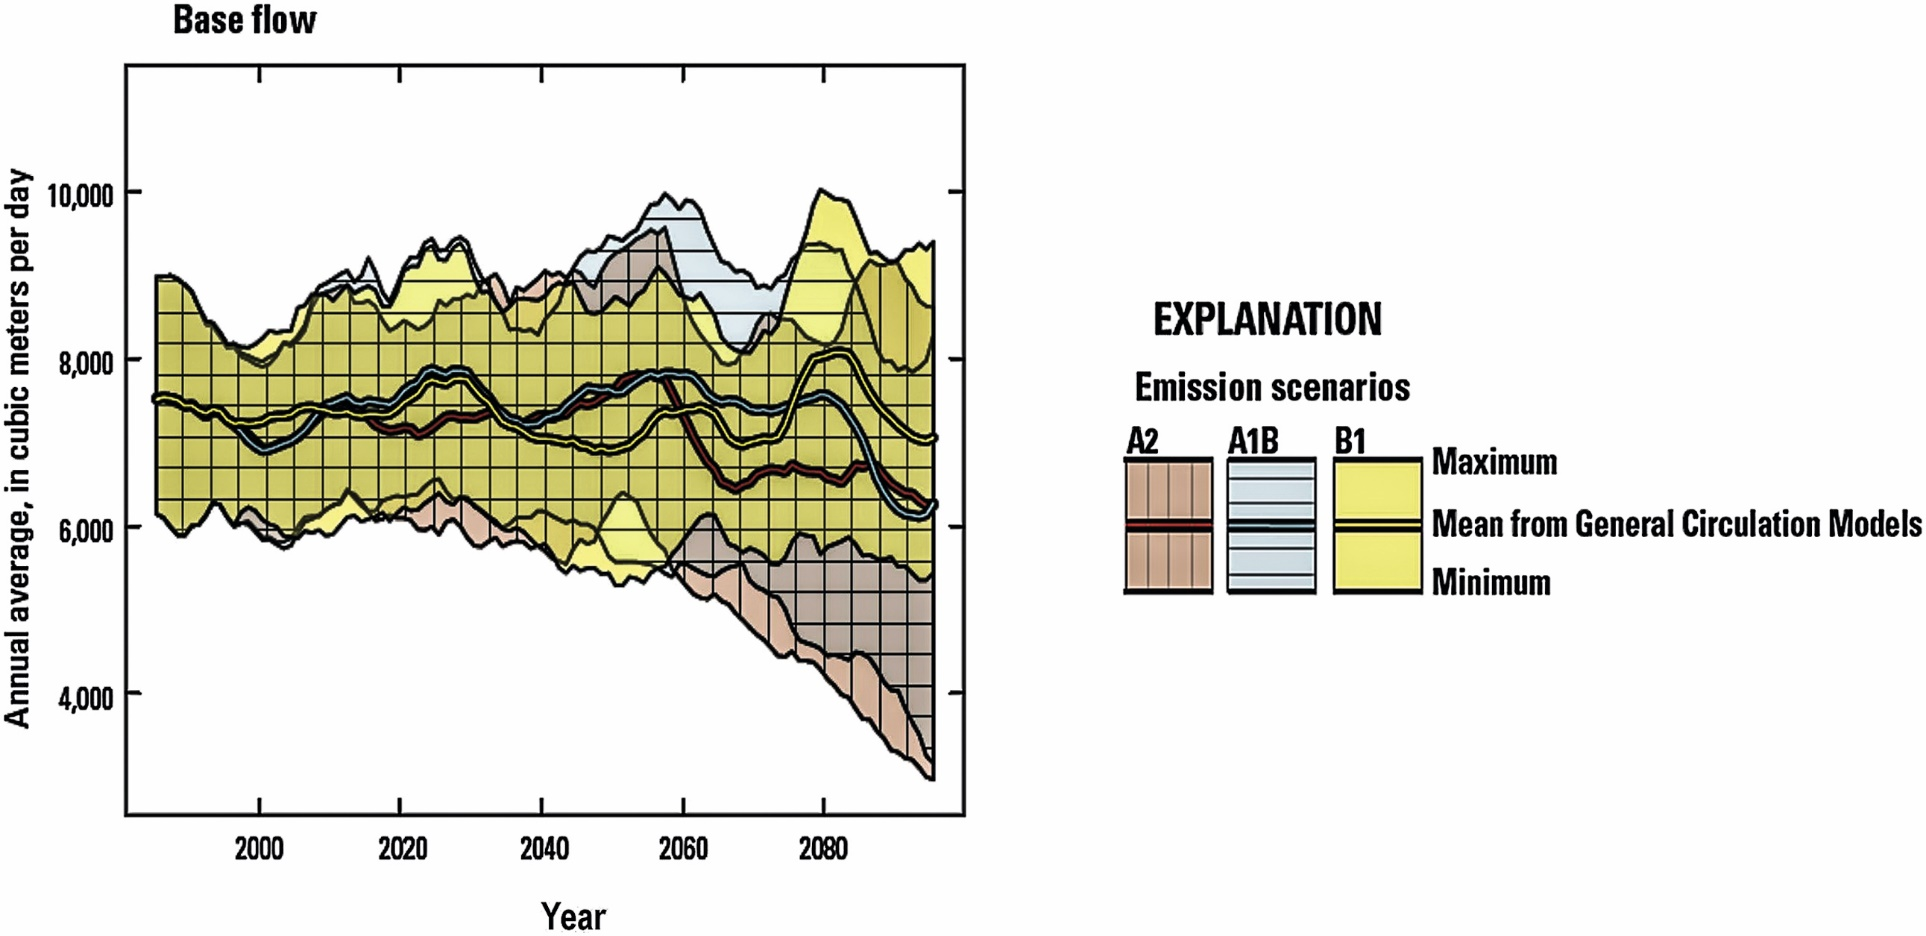 Base flow
Annual average, in cubic meters per day
10,000
8,000
6,000
4,000
2000 2020 2040 2060 2080
Year
EXPLANATION
Emission scenarios
A2 A1B B1
Maximum
Mean from General Circulation Models
Minimum